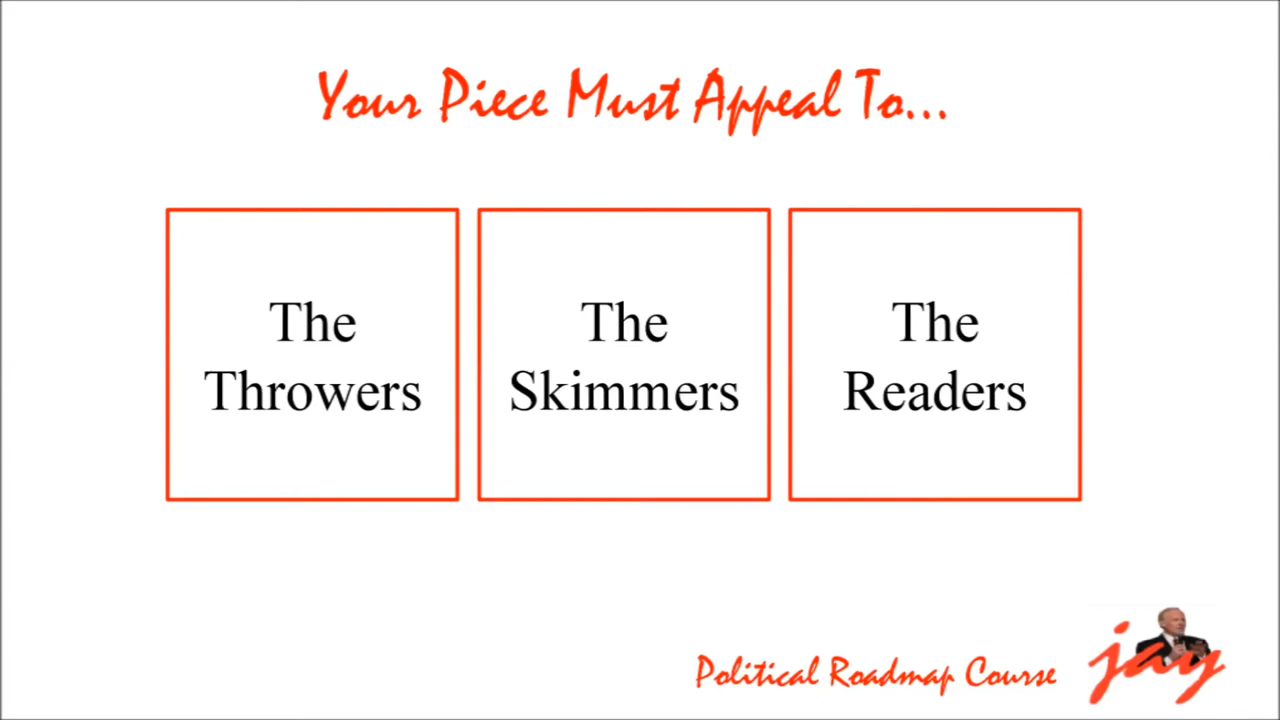 Your Piece Must Appeal To...
The
Throwers
The
Skimmers
The
Readers
Political Roadmap Course
jay